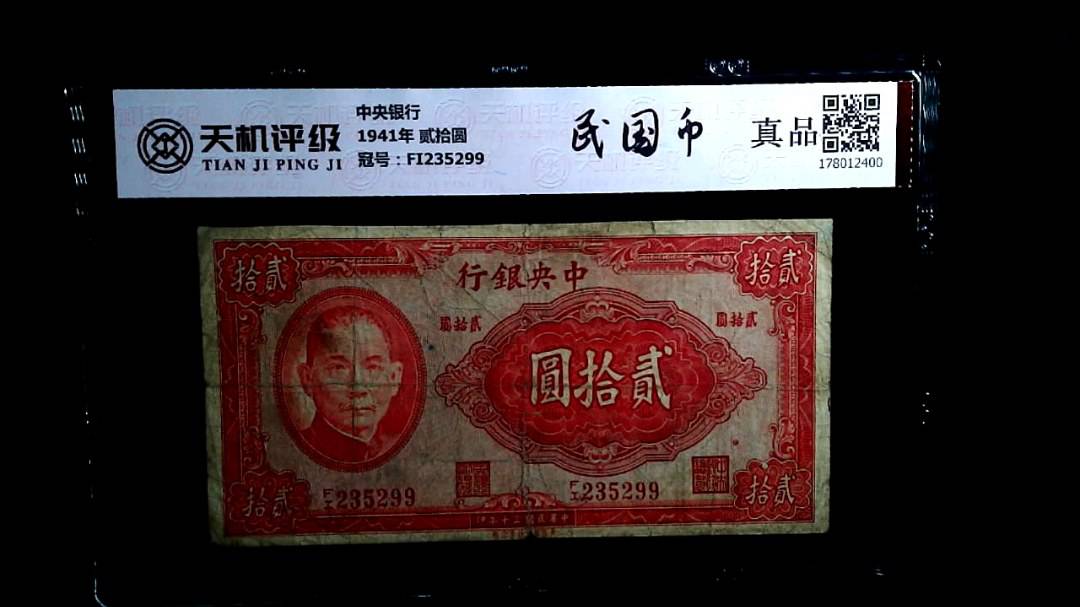 天机评级
TIAN JI PING JI
中央银行
1941年 贰拾圆
冠号：FI235299
民国币
真品
178012400
拾貳
行銀央中
拾貳
圓拾貳
圓拾貳
圓拾貳
拾貳
FI235299
FI235299
拾貳